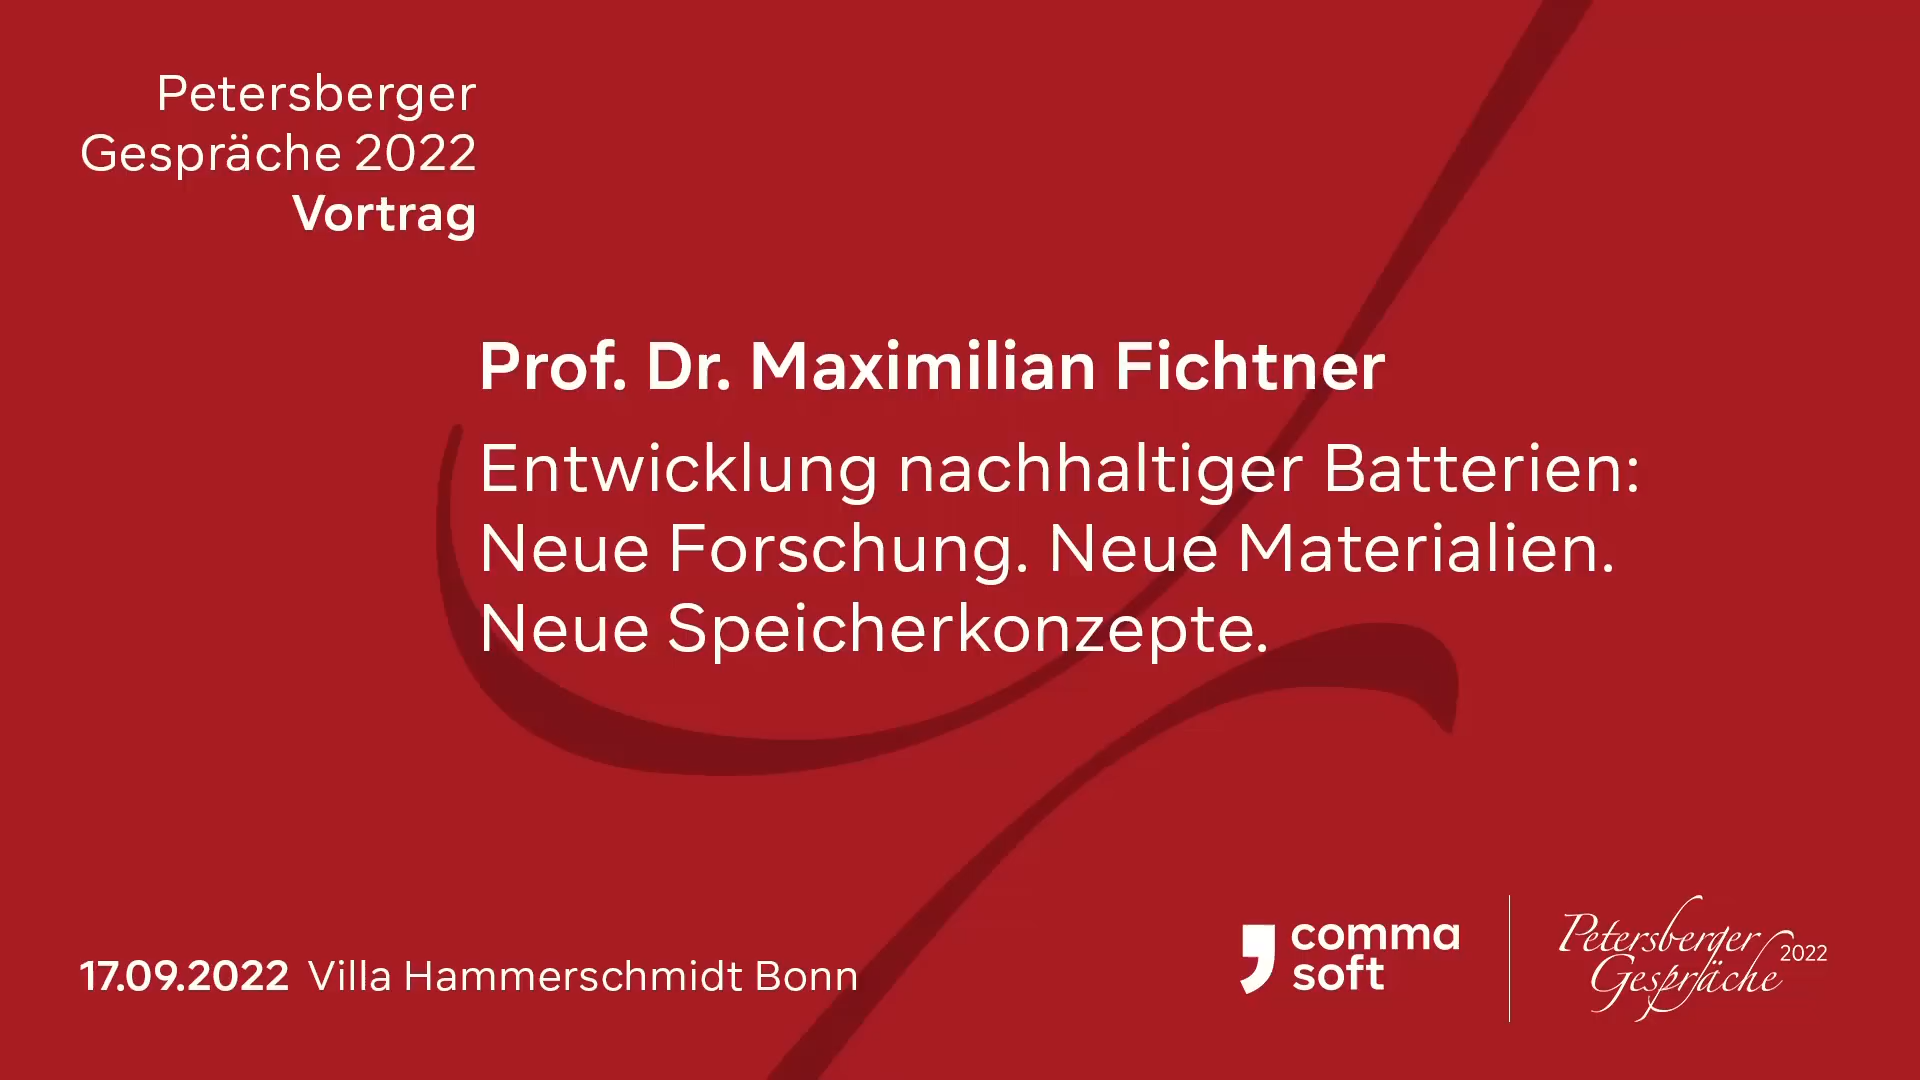 Petersberger
Gespräche 2022
Vortrag
Prof. Dr. Maximilian Fichtner
Entwicklung nachhaltiger Batterien:
Neue Forschung. Neue Materialien.
Neue Speicherkonzepte.
17.09.2022 Villa Hammerschmidt Bonn
comma
soft
Petersberger
Gespräche 2022